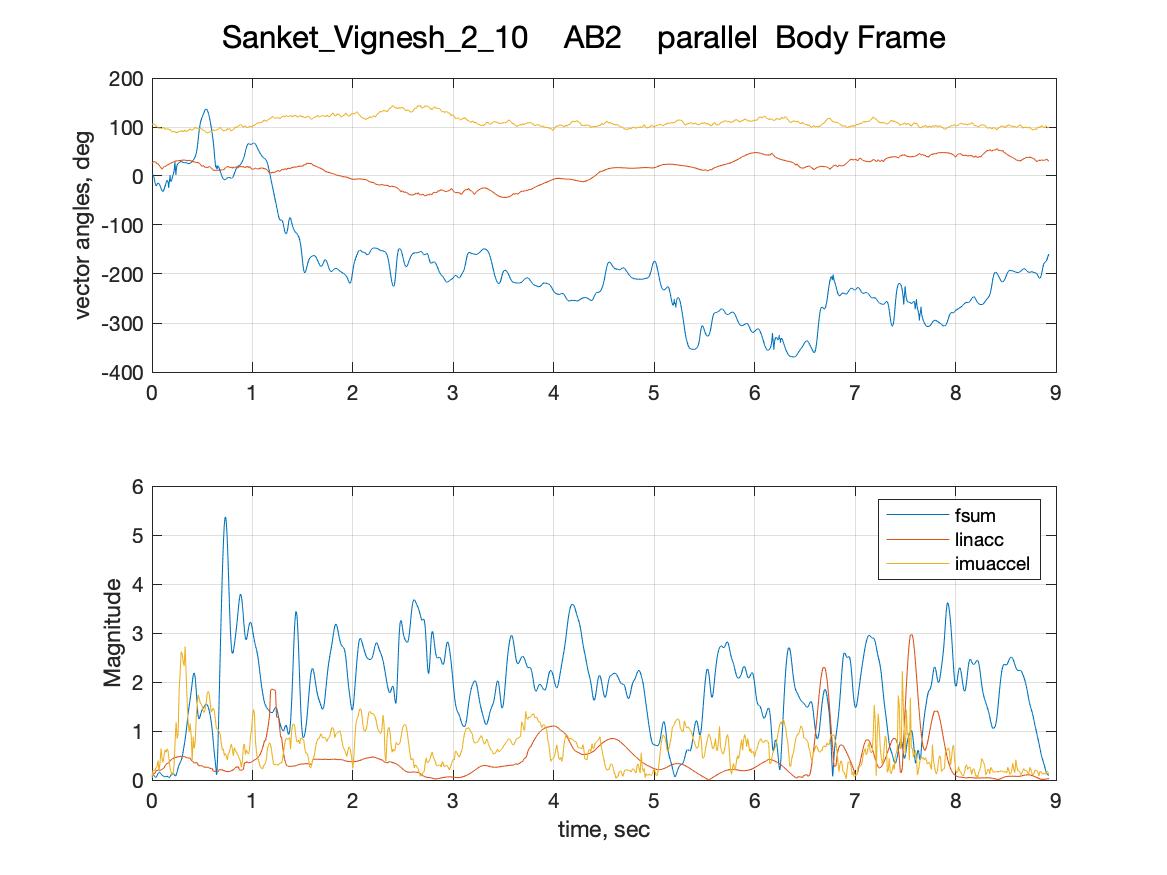 Sanket_Vignesh_2_10 AB2 parallel Body Frame
200
100
0
-100
-200
-300
-400
vector angles, deg
0 1 2 3 4 5 6 7 8 9
6
5
4
3
2
1
0
Magnitude
fsum
linacc
imuaccel
0 1 2 3 4 5 6 7 8 9
time, sec